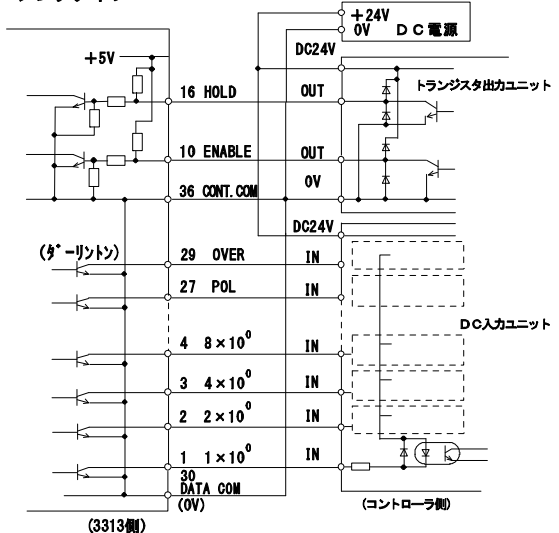 +24V
0V DC電源
DC24V
+5V
トランジスタ出力ユニット
16 HOLD OUT
10 ENABLE OUT
0V
36 CONT.COM
DC24V
(ダーリントン)
29 OVER IN
27 POL IN
DC入力ユニット
4 8×10⁰ IN
3 4×10⁰ IN
2 2×10⁰ IN
1 1×10⁰ IN
30
DATA COM
(0V)
(コントローラ側)
(3313側)